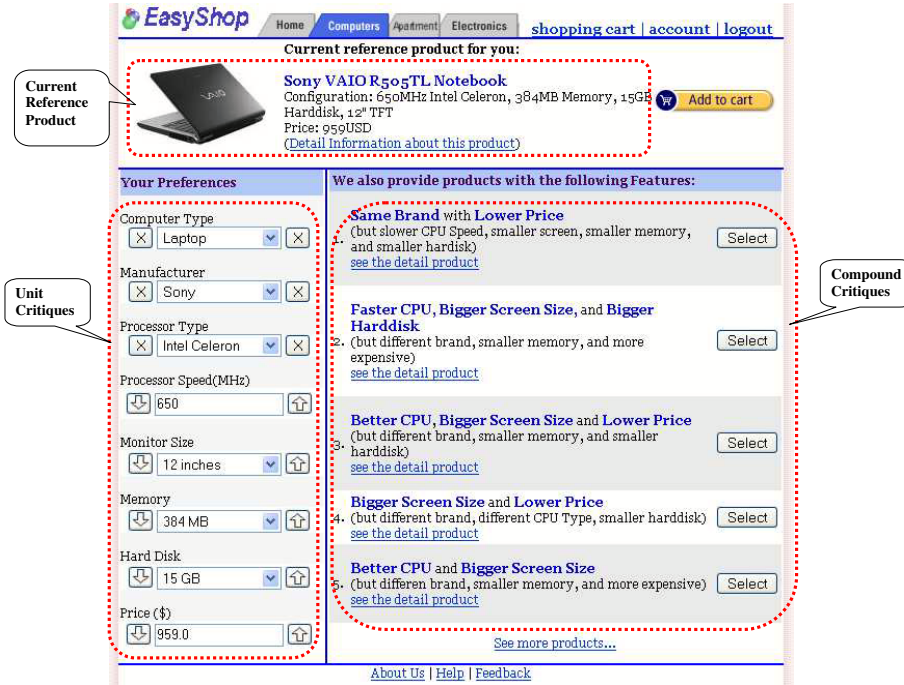 EasyShop
Home Computers Apartment Electronics
shopping cart | account | logout
Current reference product for you:
Current
Reference
Product
Sony VAIO R505TL Notebook
Configuration: 650MHz Intel Celeron, 384MB Memory, 15GB
Harddisk, 12" TFT
Price: 959USD
(Detail Information about this product)
VAIO
Add to cart
Your Preferences
Computer Type
X Laptop X
Manufacturer
X Sony X
Processor Type
X Intel Celeron X
Processor Speed(MHz)
650
Monitor Size
12 inches
Memory
384 MB
Hard Disk
15 GB
Price ($)
959.0
Unit
Critiques
We also provide products with the following Features:
Same Brand with Lower Price
1. (but slower CPU Speed, smaller screen, smaller memory,
and smaller hardisk)
see the detail product
Select
Faster CPU, Bigger Screen Size, and Bigger
Harddisk
2. (but different brand, smaller memory, and more
expensive)
see the detail product
Select
Better CPU, Bigger Screen Size and Lower Price
3. (but different brand, smaller memory, and smaller
harddisk)
see the detail product
Select
Bigger Screen Size and Lower Price
4. (but different brand, different CPU Type, smaller harddisk)
see the detail product
Select
Better CPU and Bigger Screen Size
5. (but differen brand, smaller memory, and more expensive)
see the detail product
Select
Compound
Critiques
See more products...
About Us | Help | Feedback